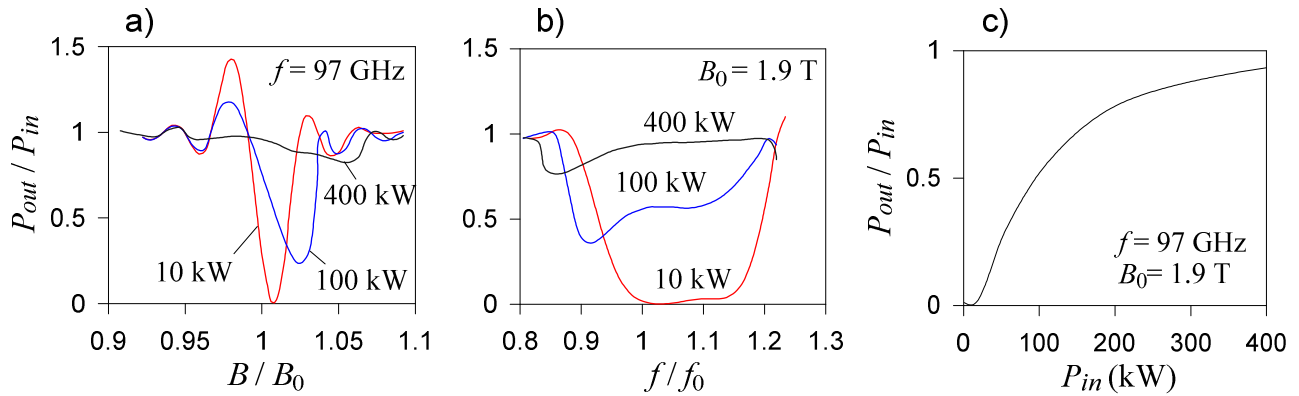 a)
f = 97 GHz
P_out / P_in
1.5
1
0.5
0
400 kW
10 kW
100 kW
0.9 0.95 1 1.05 1.1
B / B_0
b)
B_0 = 1.9 T
1.5
1
0.5
0
400 kW
100 kW
10 kW
0.8 0.9 1 1.1 1.2 1.3
f / f_0
c)
P_out / P_in
1
0.5
0
f = 97 GHz
B_0 = 1.9 T
0 100 200 300 400
P_in (kW)